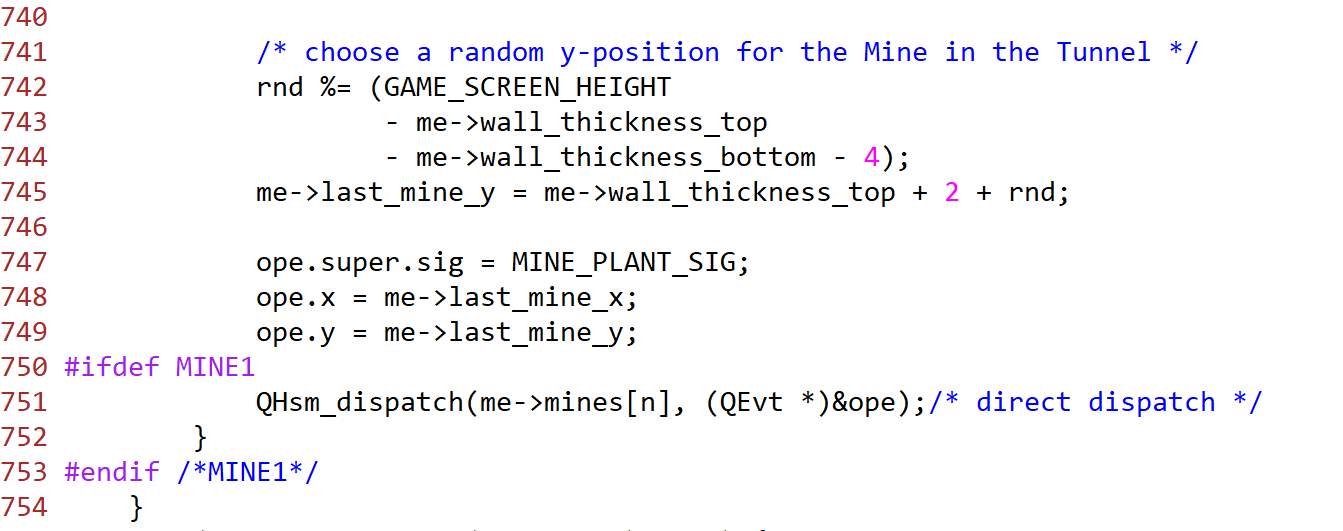 740
741             /* choose a random y-position for the Mine in the Tunnel */
742             rnd %= (GAME_SCREEN_HEIGHT
743                     - me->wall_thickness_top
744                     - me->wall_thickness_bottom - 4);
745             me->last_mine_y = me->wall_thickness_top + 2 + rnd;
746
747             ope.super.sig = MINE_PLANT_SIG;
748             ope.x = me->last_mine_x;
749             ope.y = me->last_mine_y;
750 #ifdef MINE1
751             QHsm_dispatch(me->mines[n], (QEvt *)&ope);/* direct dispatch */
752         }
753 #endif /*MINE1*/
754     }